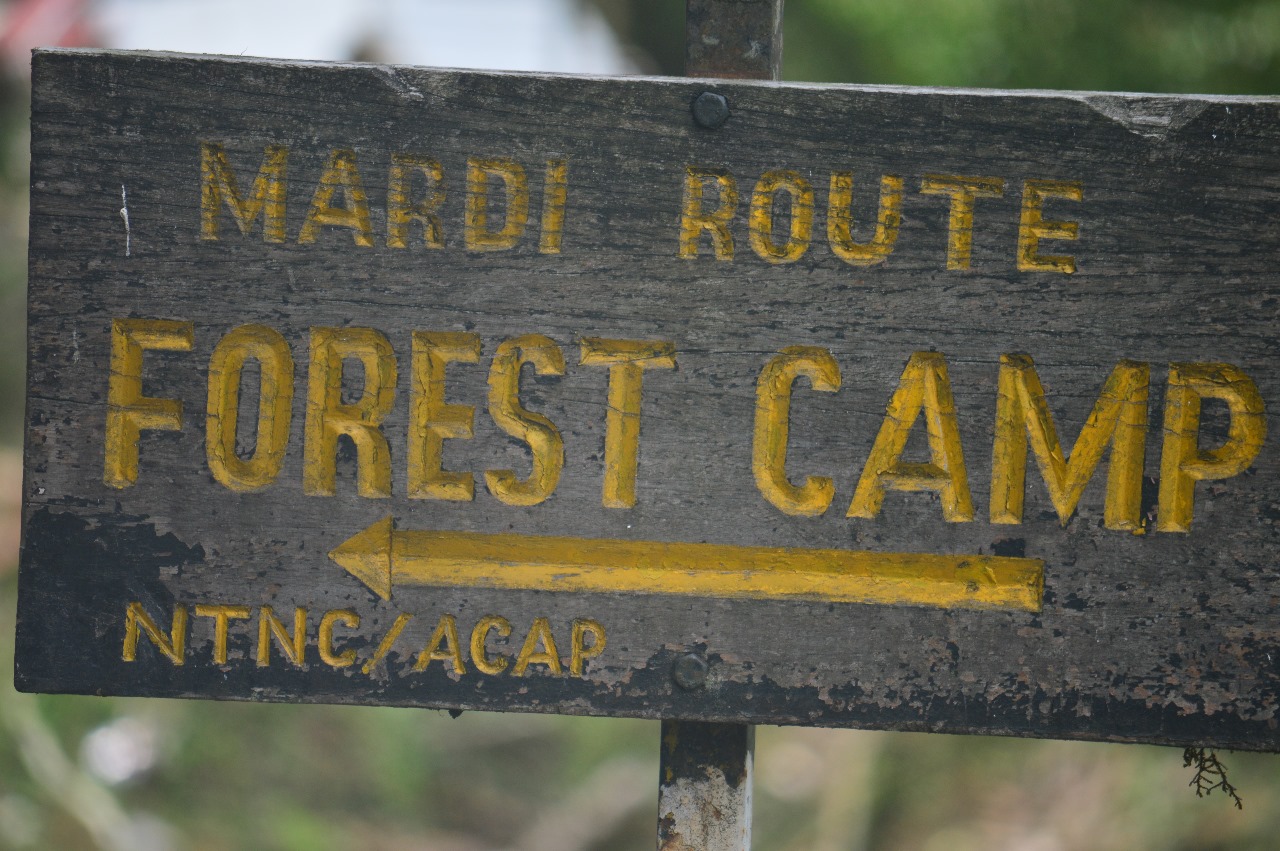 MARDI ROUTE
FOREST CAMP
NTNC/ACAP